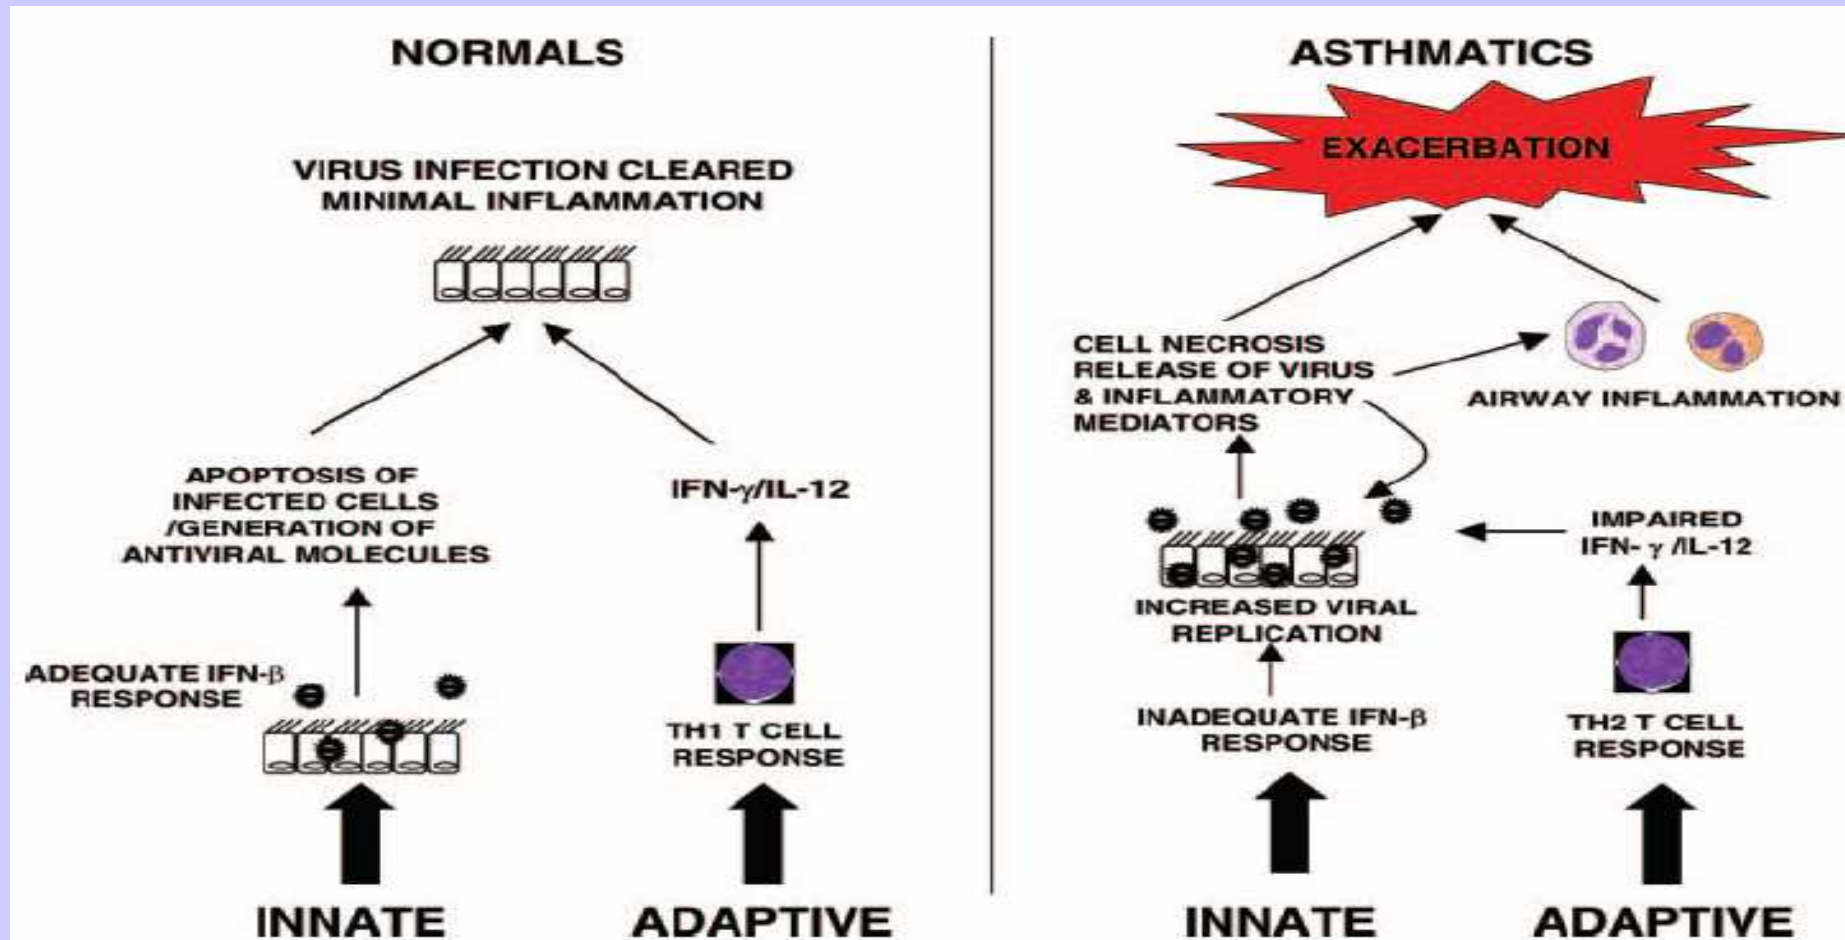 NORMALS
VIRUS INFECTION CLEARED
MINIMAL INFLAMMATION
APOPTOSIS OF
INFECTED CELLS
/GENERATION OF
ANTIVIRAL MOLECULES
IFN-γ/IL-12
ADEQUATE IFN-β
RESPONSE
TH1 T CELL
RESPONSE
INNATE
ADAPTIVE
ASTHMATICS
EXACERBATION
CELL NECROSIS
RELEASE OF VIRUS
& INFLAMMATORY
MEDIATORS
AIRWAY INFLAMMATION
IMPAIRED
IFN- γ /IL-12
INCREASED VIRAL
REPLICATION
INADEQUATE IFN-β
RESPONSE
TH2 T CELL
RESPONSE
INNATE
ADAPTIVE